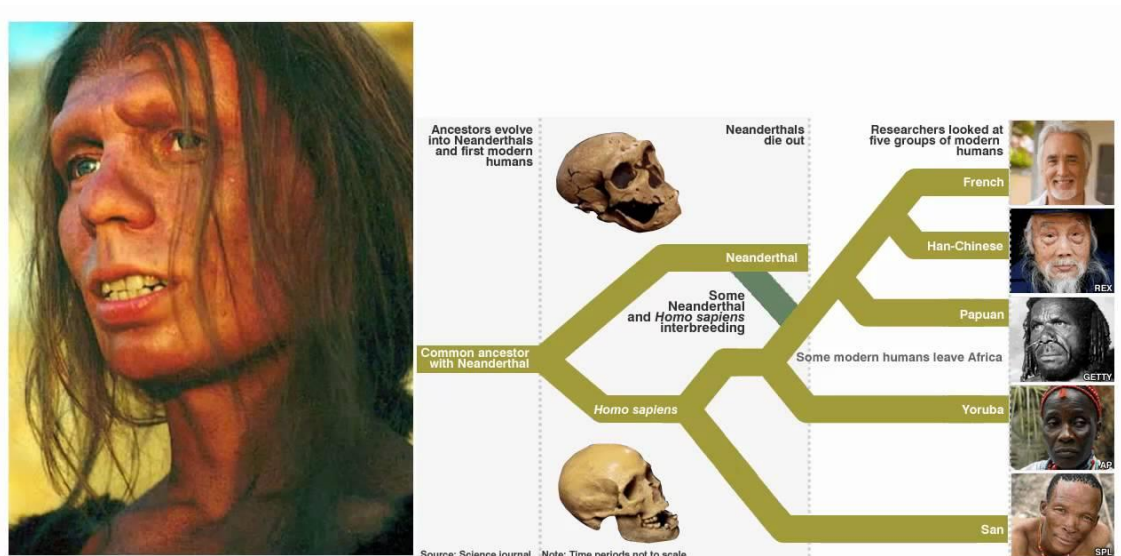 Ancestors evolve
into Neanderthals
and first modern
humans
Neanderthals
die out
Researchers looked at
five groups of modern
humans
French
Han-Chinese
REX
Neanderthal
Some
Neanderthal
and Homo sapiens
interbreeding
Papuan
Common ancestor
with Neanderthal
Some modern humans leave Africa
GETTY
Homo sapiens
Yoruba
AP
San
SPL
Source: Science journal Note: Time periods not to scale